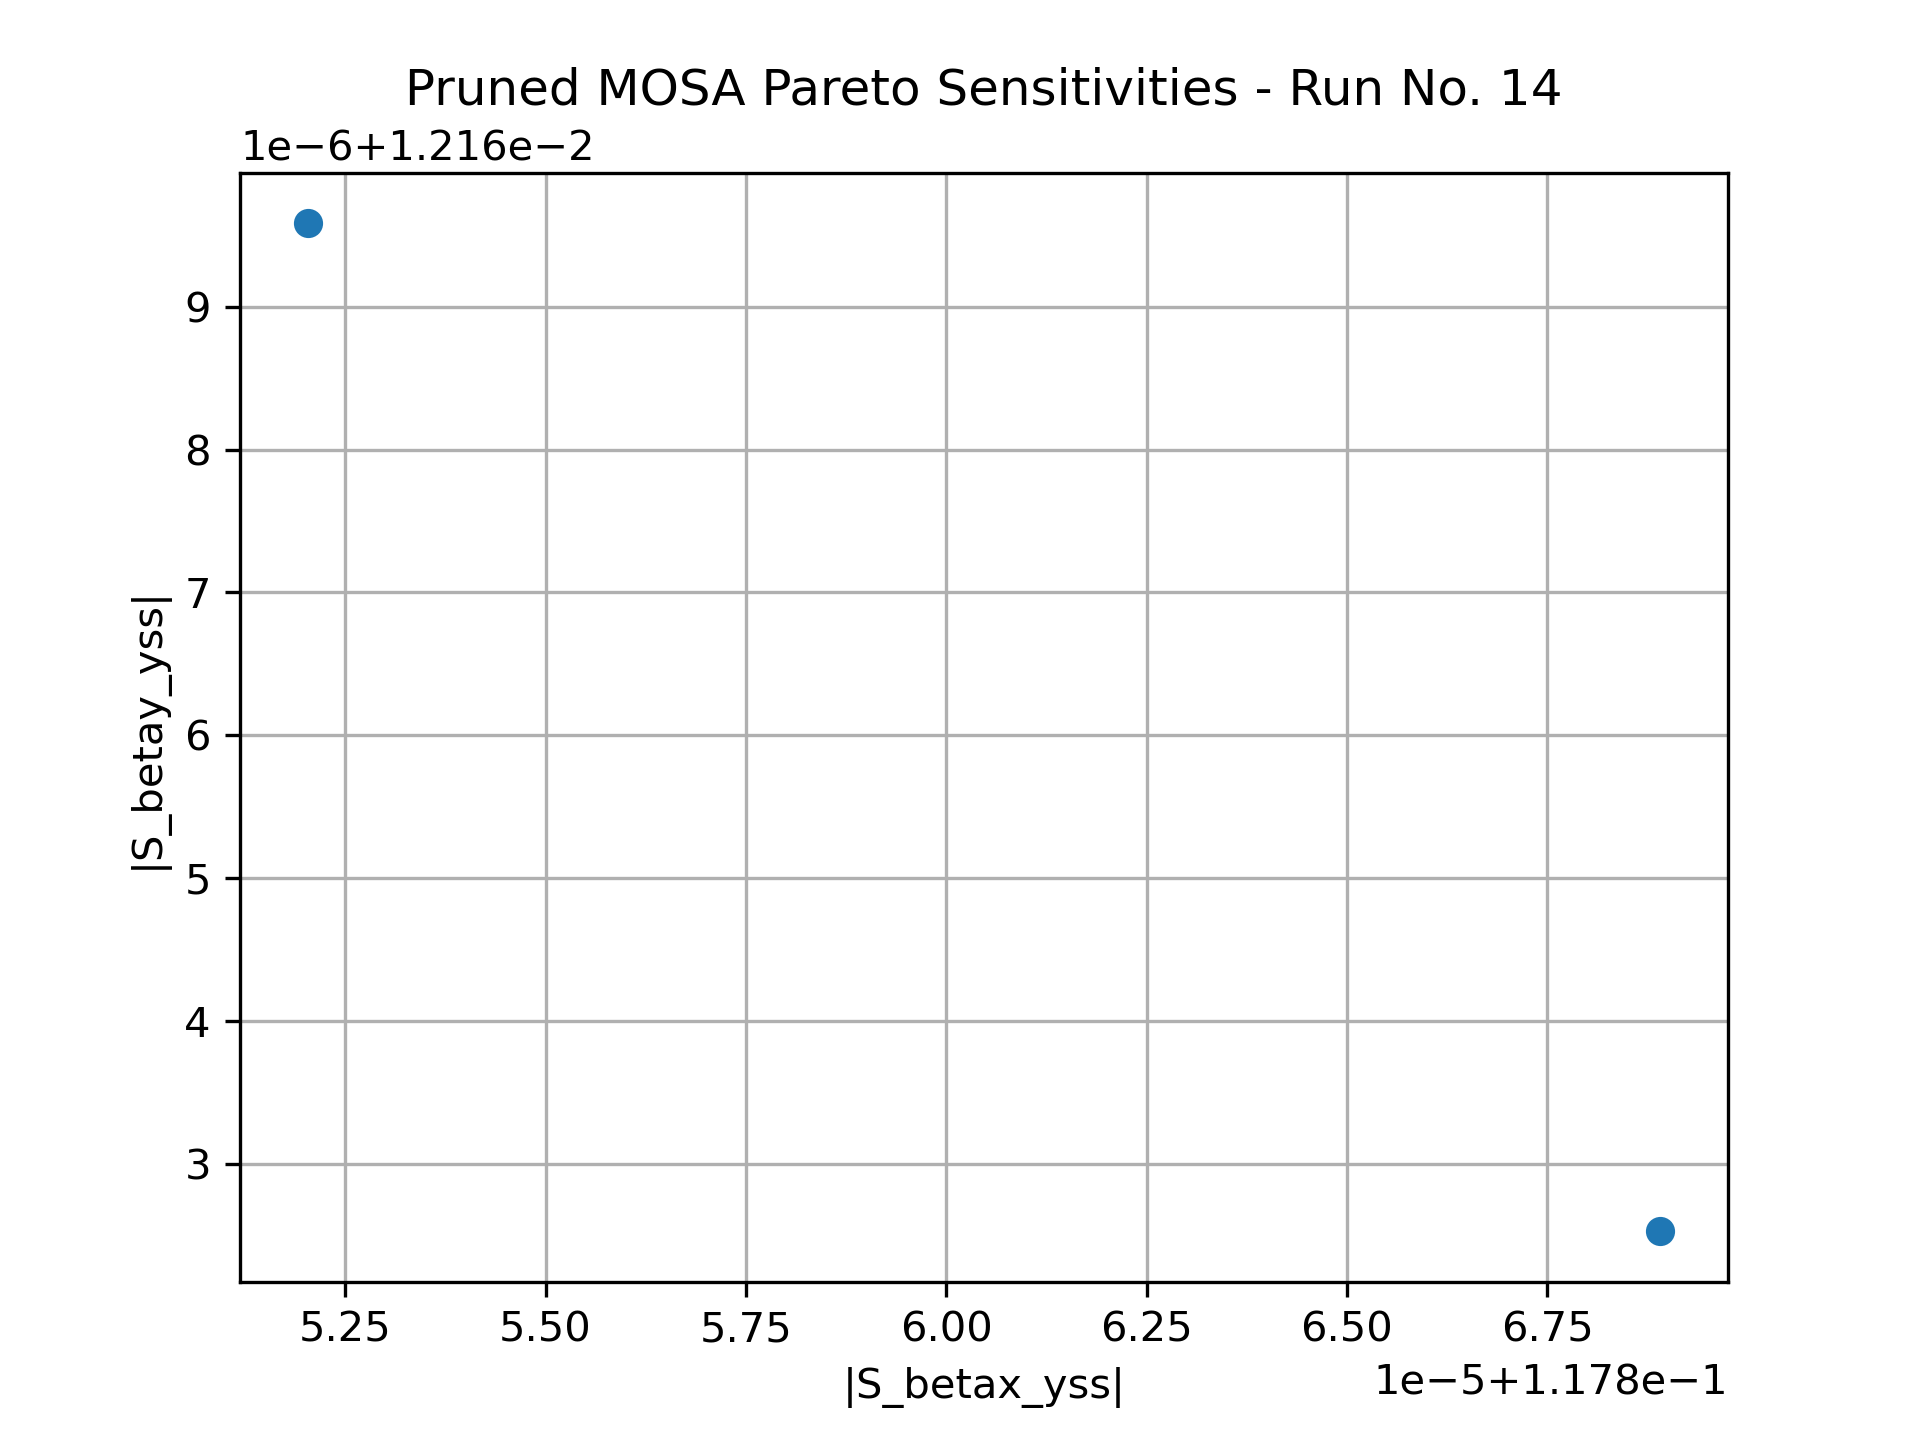 Pruned MOSA Pareto Sensitivities - Run No. 14
1e−6+1.216e−2
9
8
7
6
5
4
3
|S_betay_yss|
5.25 5.50 5.75 6.00 6.25 6.50 6.75
|S_betax_yss|
1e−5+1.178e−1